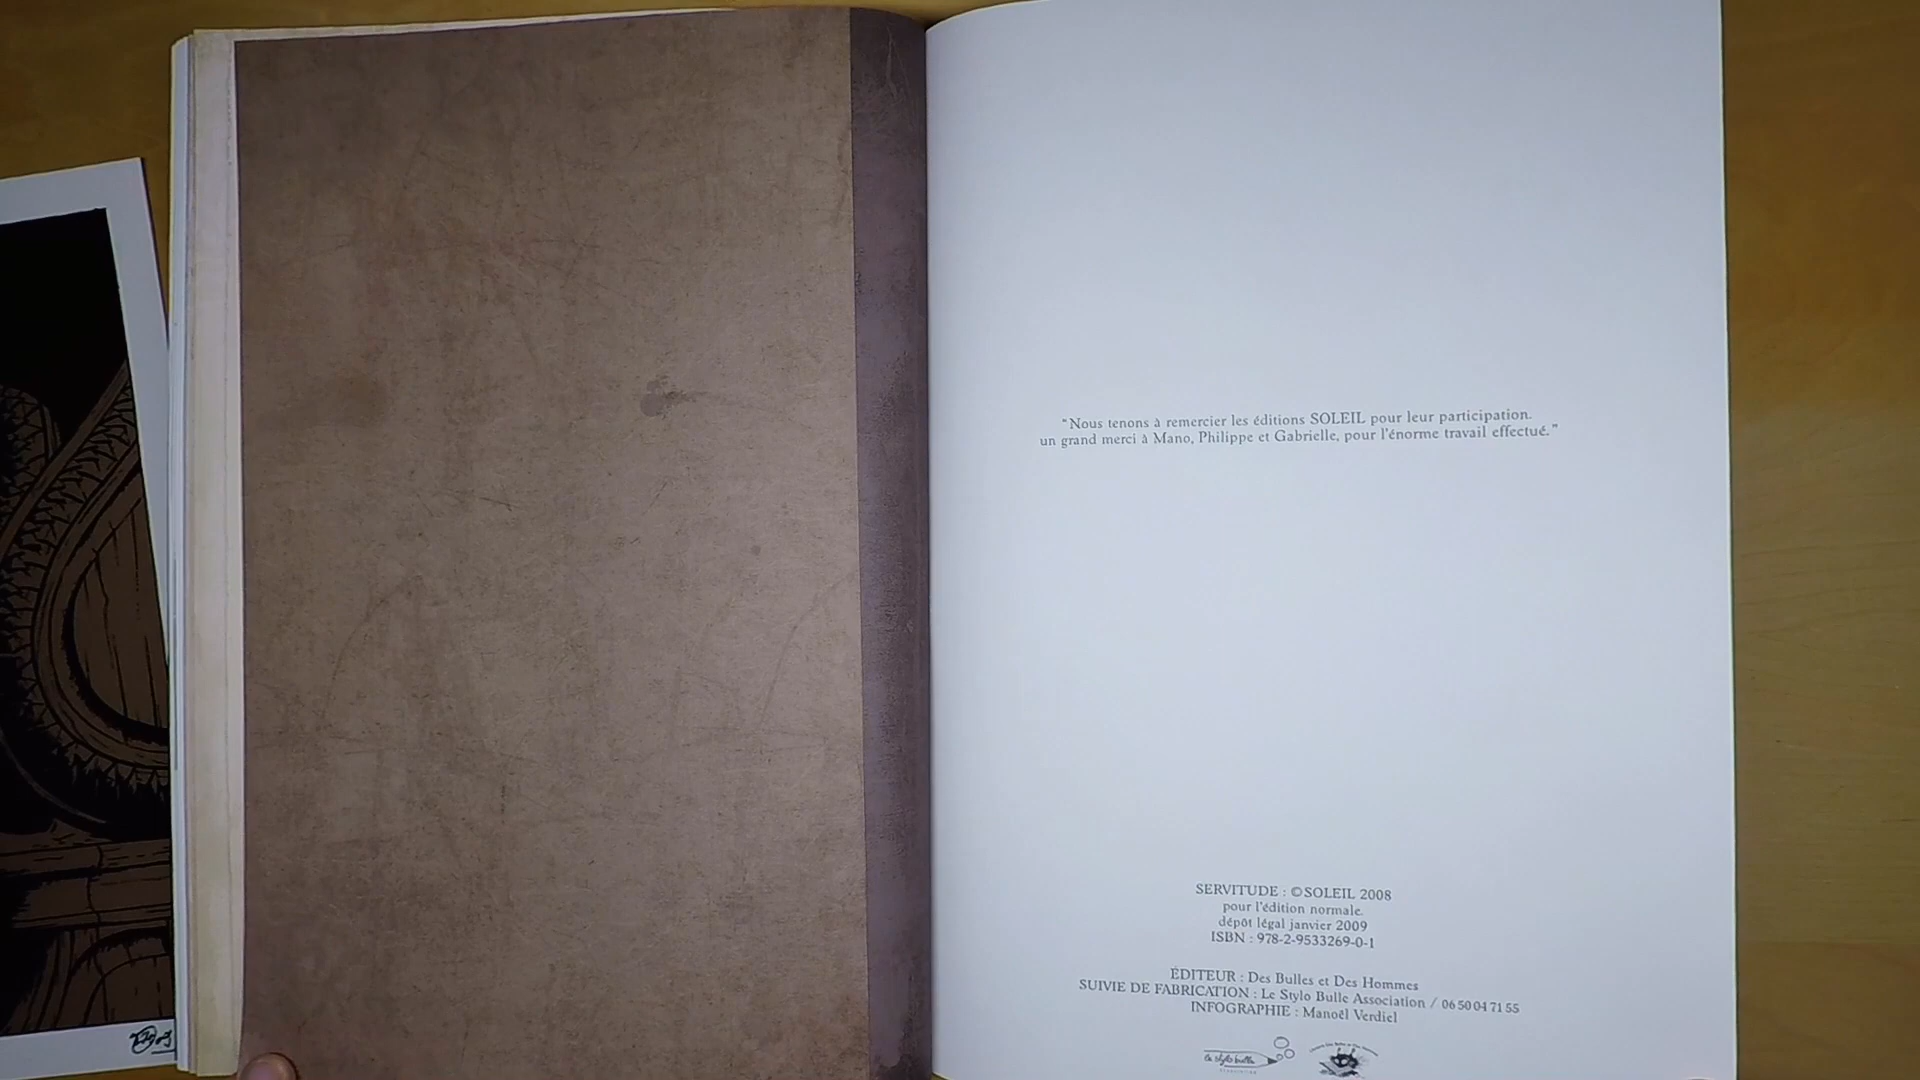 "Nous tenons à remercier les éditions SOLEIL pour leur participation.
un grand merci à Mano, Philippe et Gabrielle, pour l'énorme travail effectué."
SERVITUDE : ©SOLEIL 2008
pour l'édition normale.
dépôt légal janvier 2009
ISBN : 978-2-9533269-0-1
ÉDITEUR : Des Bulles et Des Hommes
SUIVIE DE FABRICATION : Le Stylo Bulle Association / 06 50 04 71 55
INFOGRAPHIE : Manoël Verdiel
le stylo bulle